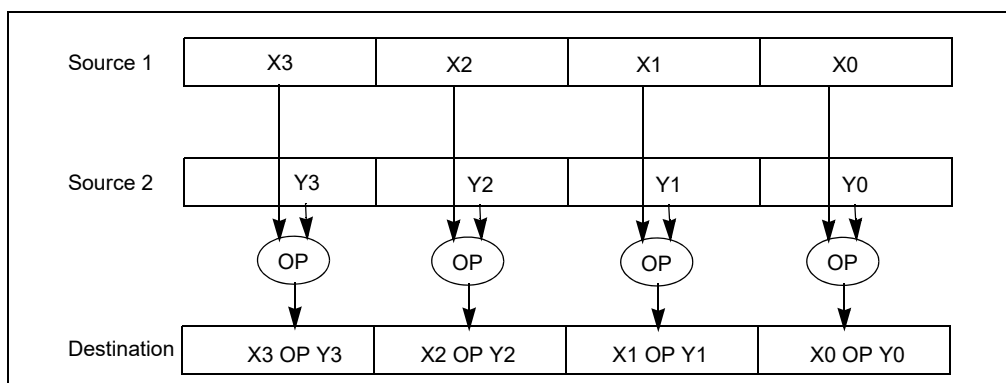 Source 1 X3 X2 X1 X0
Source 2 Y3 Y2 Y1 Y0
OP OP OP OP
Destination X3 OP Y3 X2 OP Y2 X1 OP Y1 X0 OP Y0